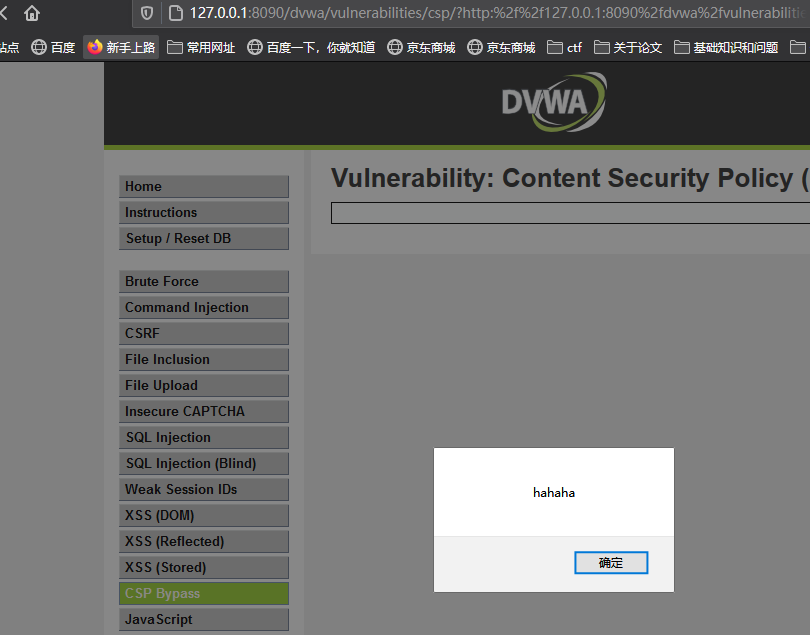 127.0.0.1:8090/dvwa/vulnerabilities/csp/?http:%2f%2f127.0.0.1:8090%2fdvwa%2fvulnerabiliti
站点 百度 新手上路 常用网址 百度一下，你就知道 京东商城 京东商城 ctf 关于论文 基础知识和问题
DVWA
Vulnerability: Content Security Policy (
Home
Instructions
Setup / Reset DB
Brute Force
Command Injection
CSRF
File Inclusion
File Upload
Insecure CAPTCHA
SQL Injection
SQL Injection (Blind)
Weak Session IDs
XSS (DOM)
XSS (Reflected)
XSS (Stored)
CSP Bypass
JavaScript
hahaha
确定